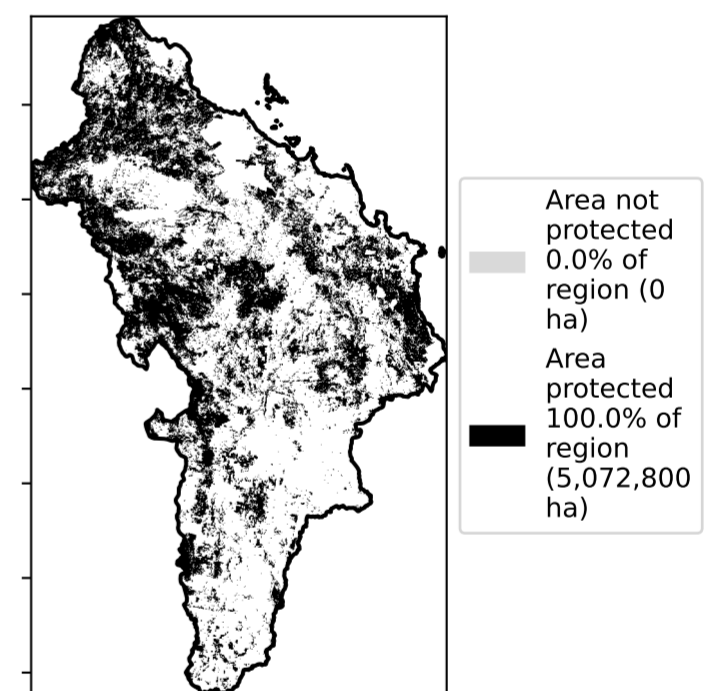 Area not
protected
0.0% of
region (0
ha)
Area
protected
100.0% of
region
(5,072,800
ha)